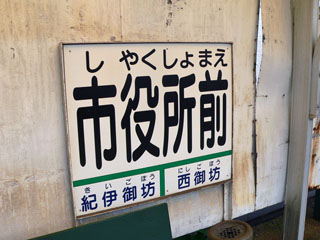 しやくしょまえ
市役所前
きいごぼう
紀伊御坊
にしごぼう
西御坊